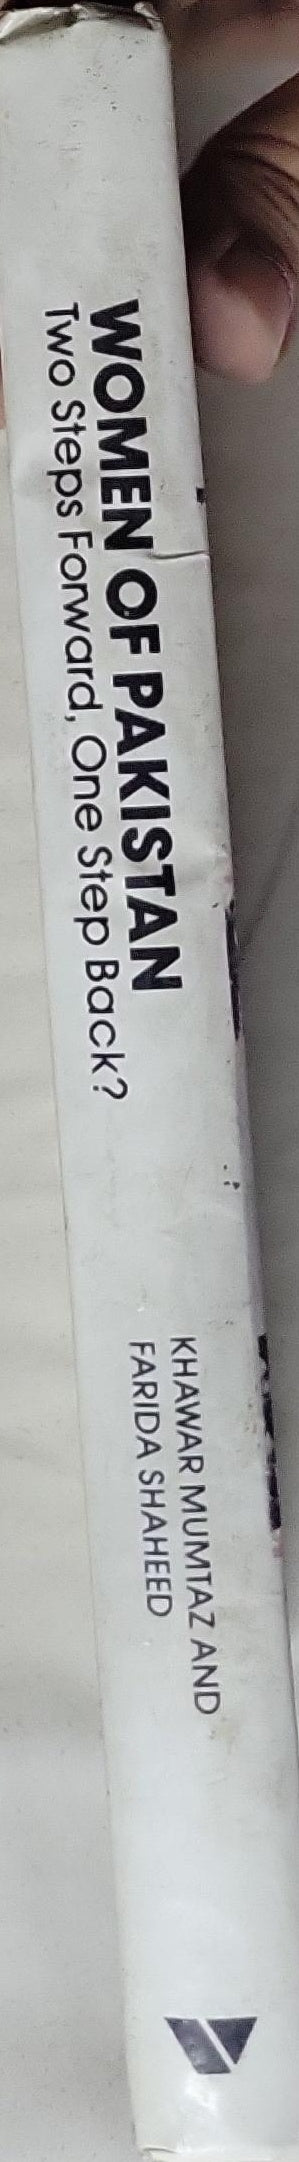 WOMEN OF PAKISTAN
Two Steps Forward, One Step Back?
KHAWAR MUMTAZ AND
FARIDA SHAHEED